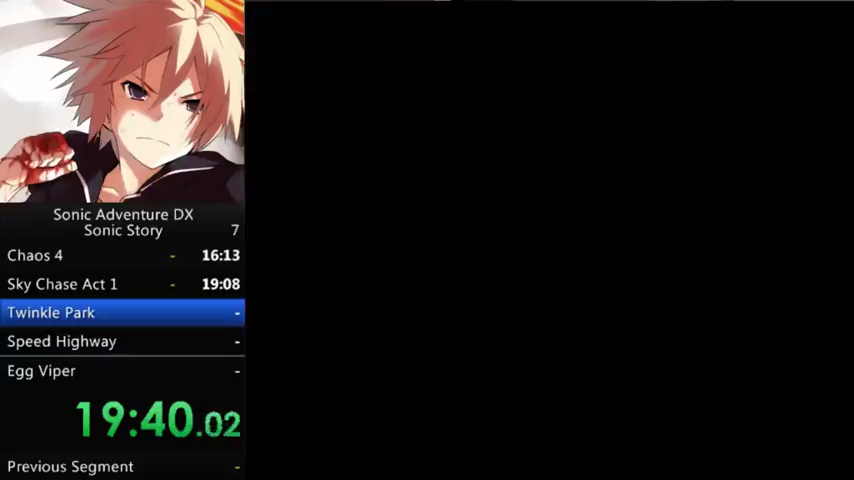 Sonic Adventure DX
Sonic Story 7
Chaos 4 - 16:13
Sky Chase Act 1 - 19:08
Twinkle Park -
Speed Highway -
Egg Viper -
19:40.02
Previous Segment -